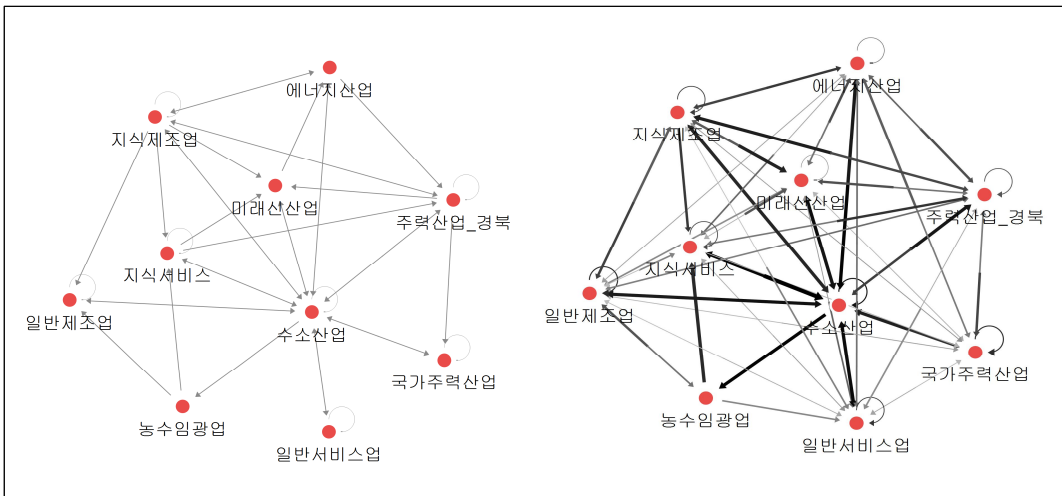 에너지산업
지식제조업
미래신산업
주력산업_경북
지식서비스
일반제조업
수소산업
국가주력산업
농수임광업
일반서비스업
에너지산업
지식제조업
미래신산업
주력산업_경북
지식서비스
일반제조업
수소산업
국가주력산업
농수임광업
일반서비스업